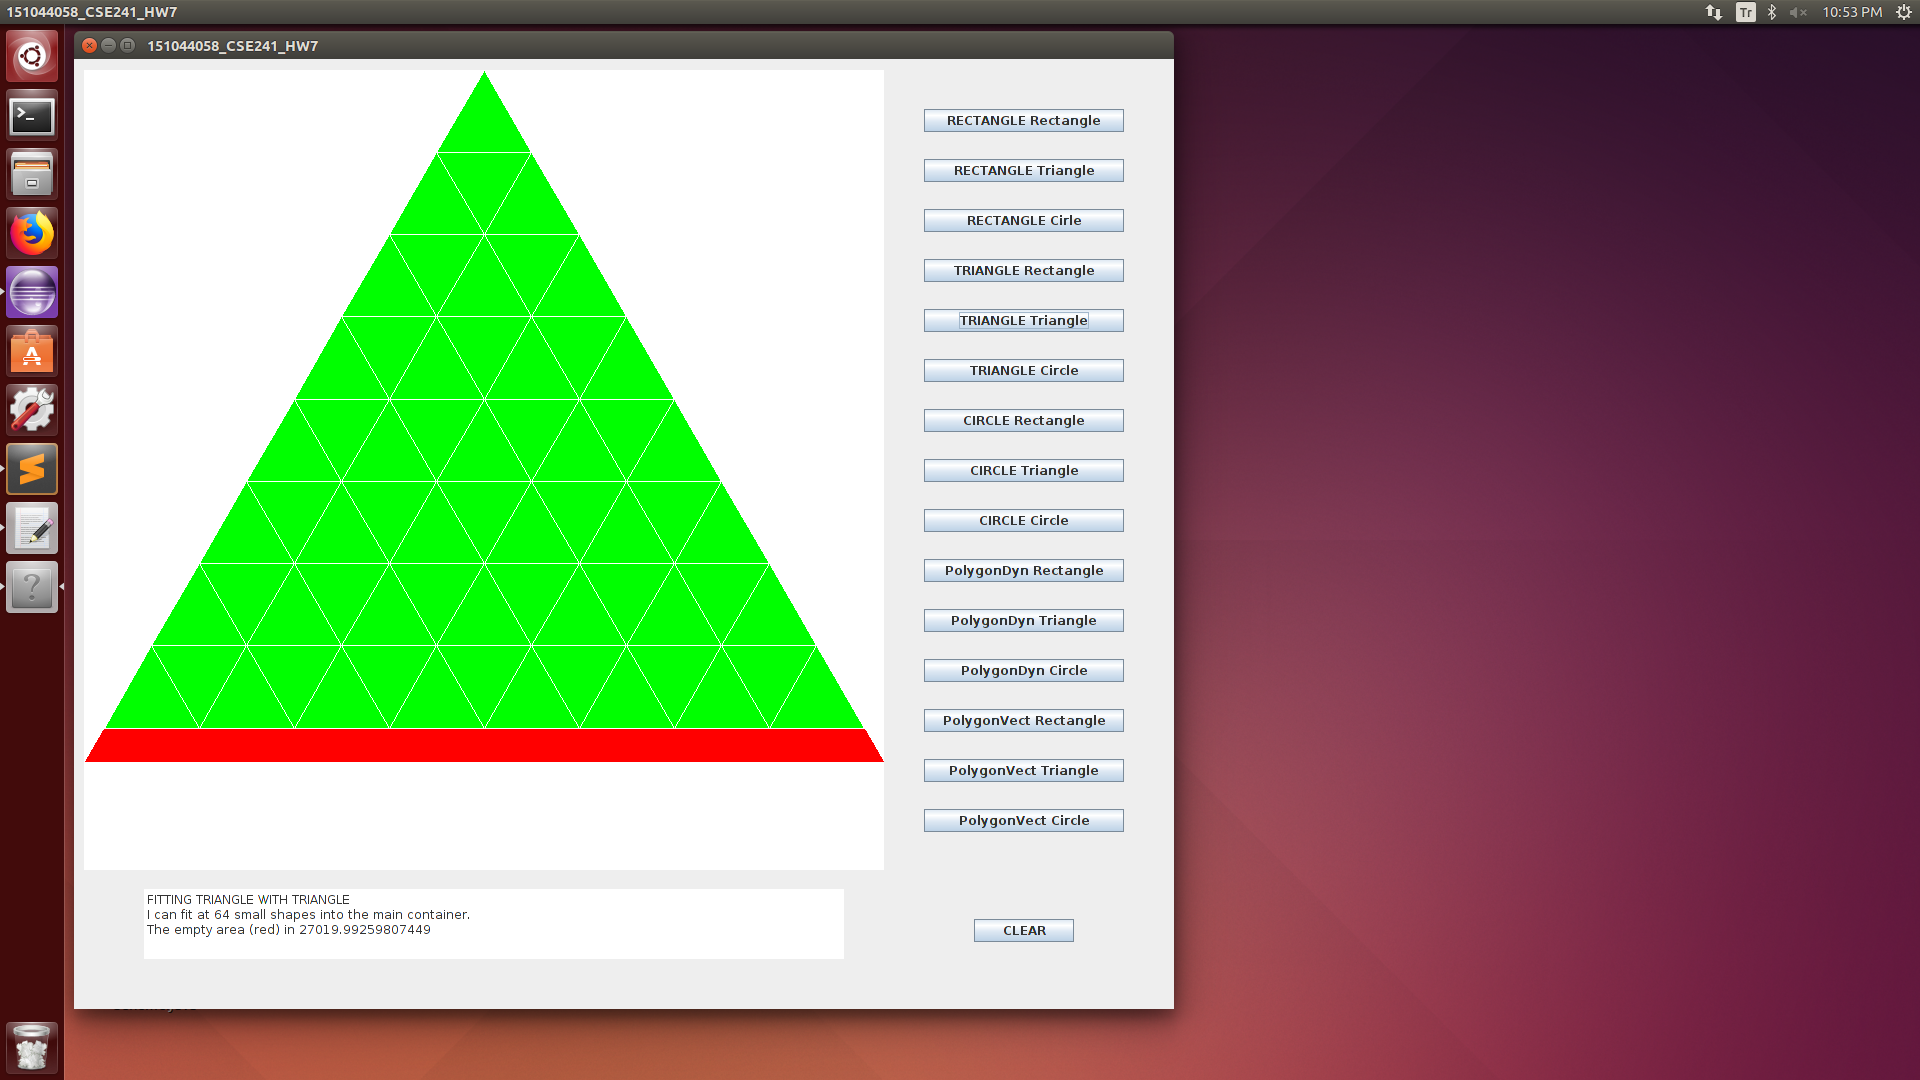 151044058_CSE241_HW7
Tr
10:53 PM
151044058_CSE241_HW7
RECTANGLE Rectangle
RECTANGLE Triangle
RECTANGLE Cirle
TRIANGLE Rectangle
TRIANGLE Triangle
TRIANGLE Circle
CIRCLE Rectangle
CIRCLE Triangle
CIRCLE Circle
PolygonDyn Rectangle
PolygonDyn Triangle
PolygonDyn Circle
PolygonVect Rectangle
PolygonVect Triangle
PolygonVect Circle
FITTING TRIANGLE WITH TRIANGLE
I can fit at 64 small shapes into the main container.
The empty area (red) in 27019.99259807449
CLEAR